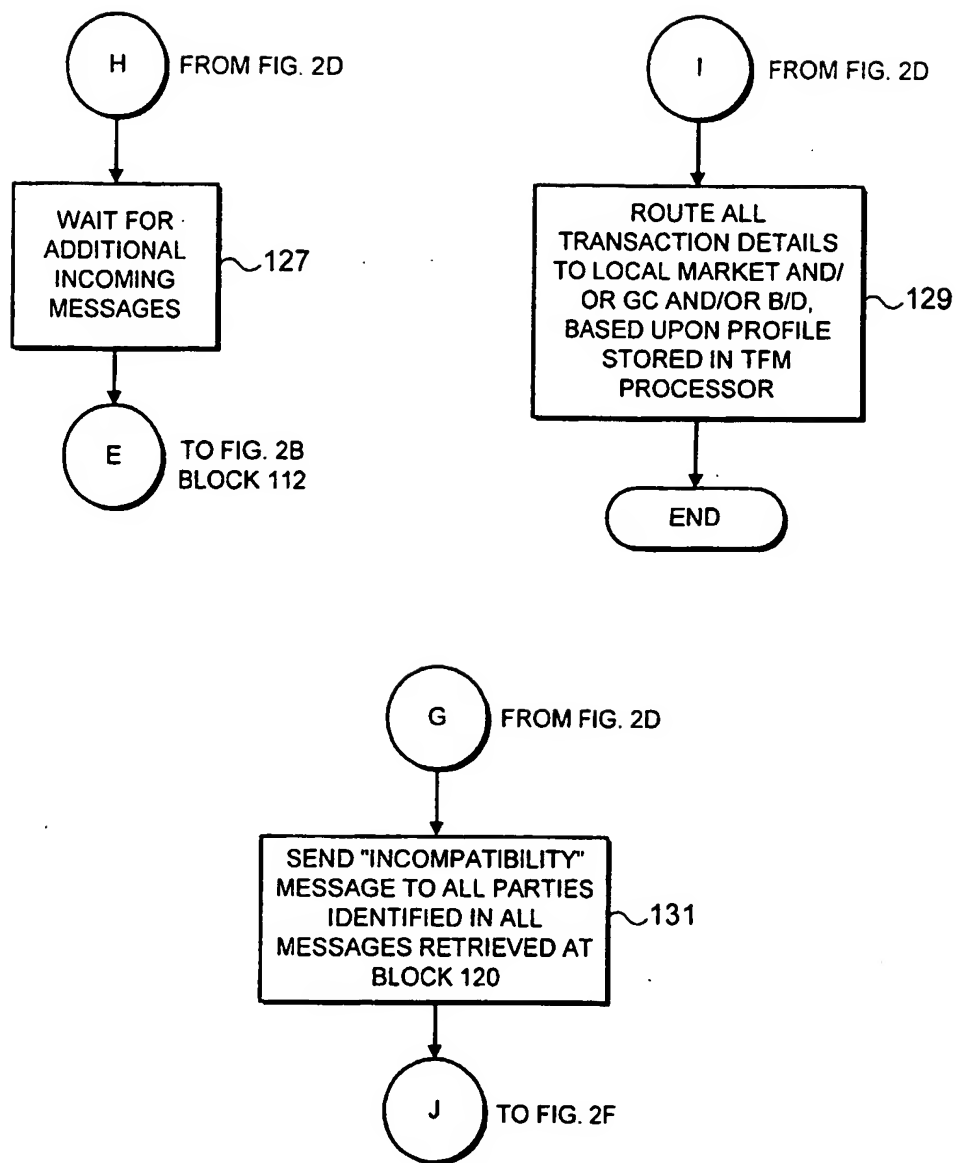 H
FROM FIG. 2D
WAIT FOR
ADDITIONAL
INCOMING
MESSAGES
127
E
TO FIG. 2B
BLOCK 112
I
FROM FIG. 2D
ROUTE ALL
TRANSACTION DETAILS
TO LOCAL MARKET AND/
OR GC AND/OR B/D,
BASED UPON PROFILE
STORED IN TFM
PROCESSOR
129
END
G
FROM FIG. 2D
SEND "INCOMPATIBILITY"
MESSAGE TO ALL PARTIES
IDENTIFIED IN ALL
MESSAGES RETRIEVED AT
BLOCK 120
131
J
TO FIG. 2F